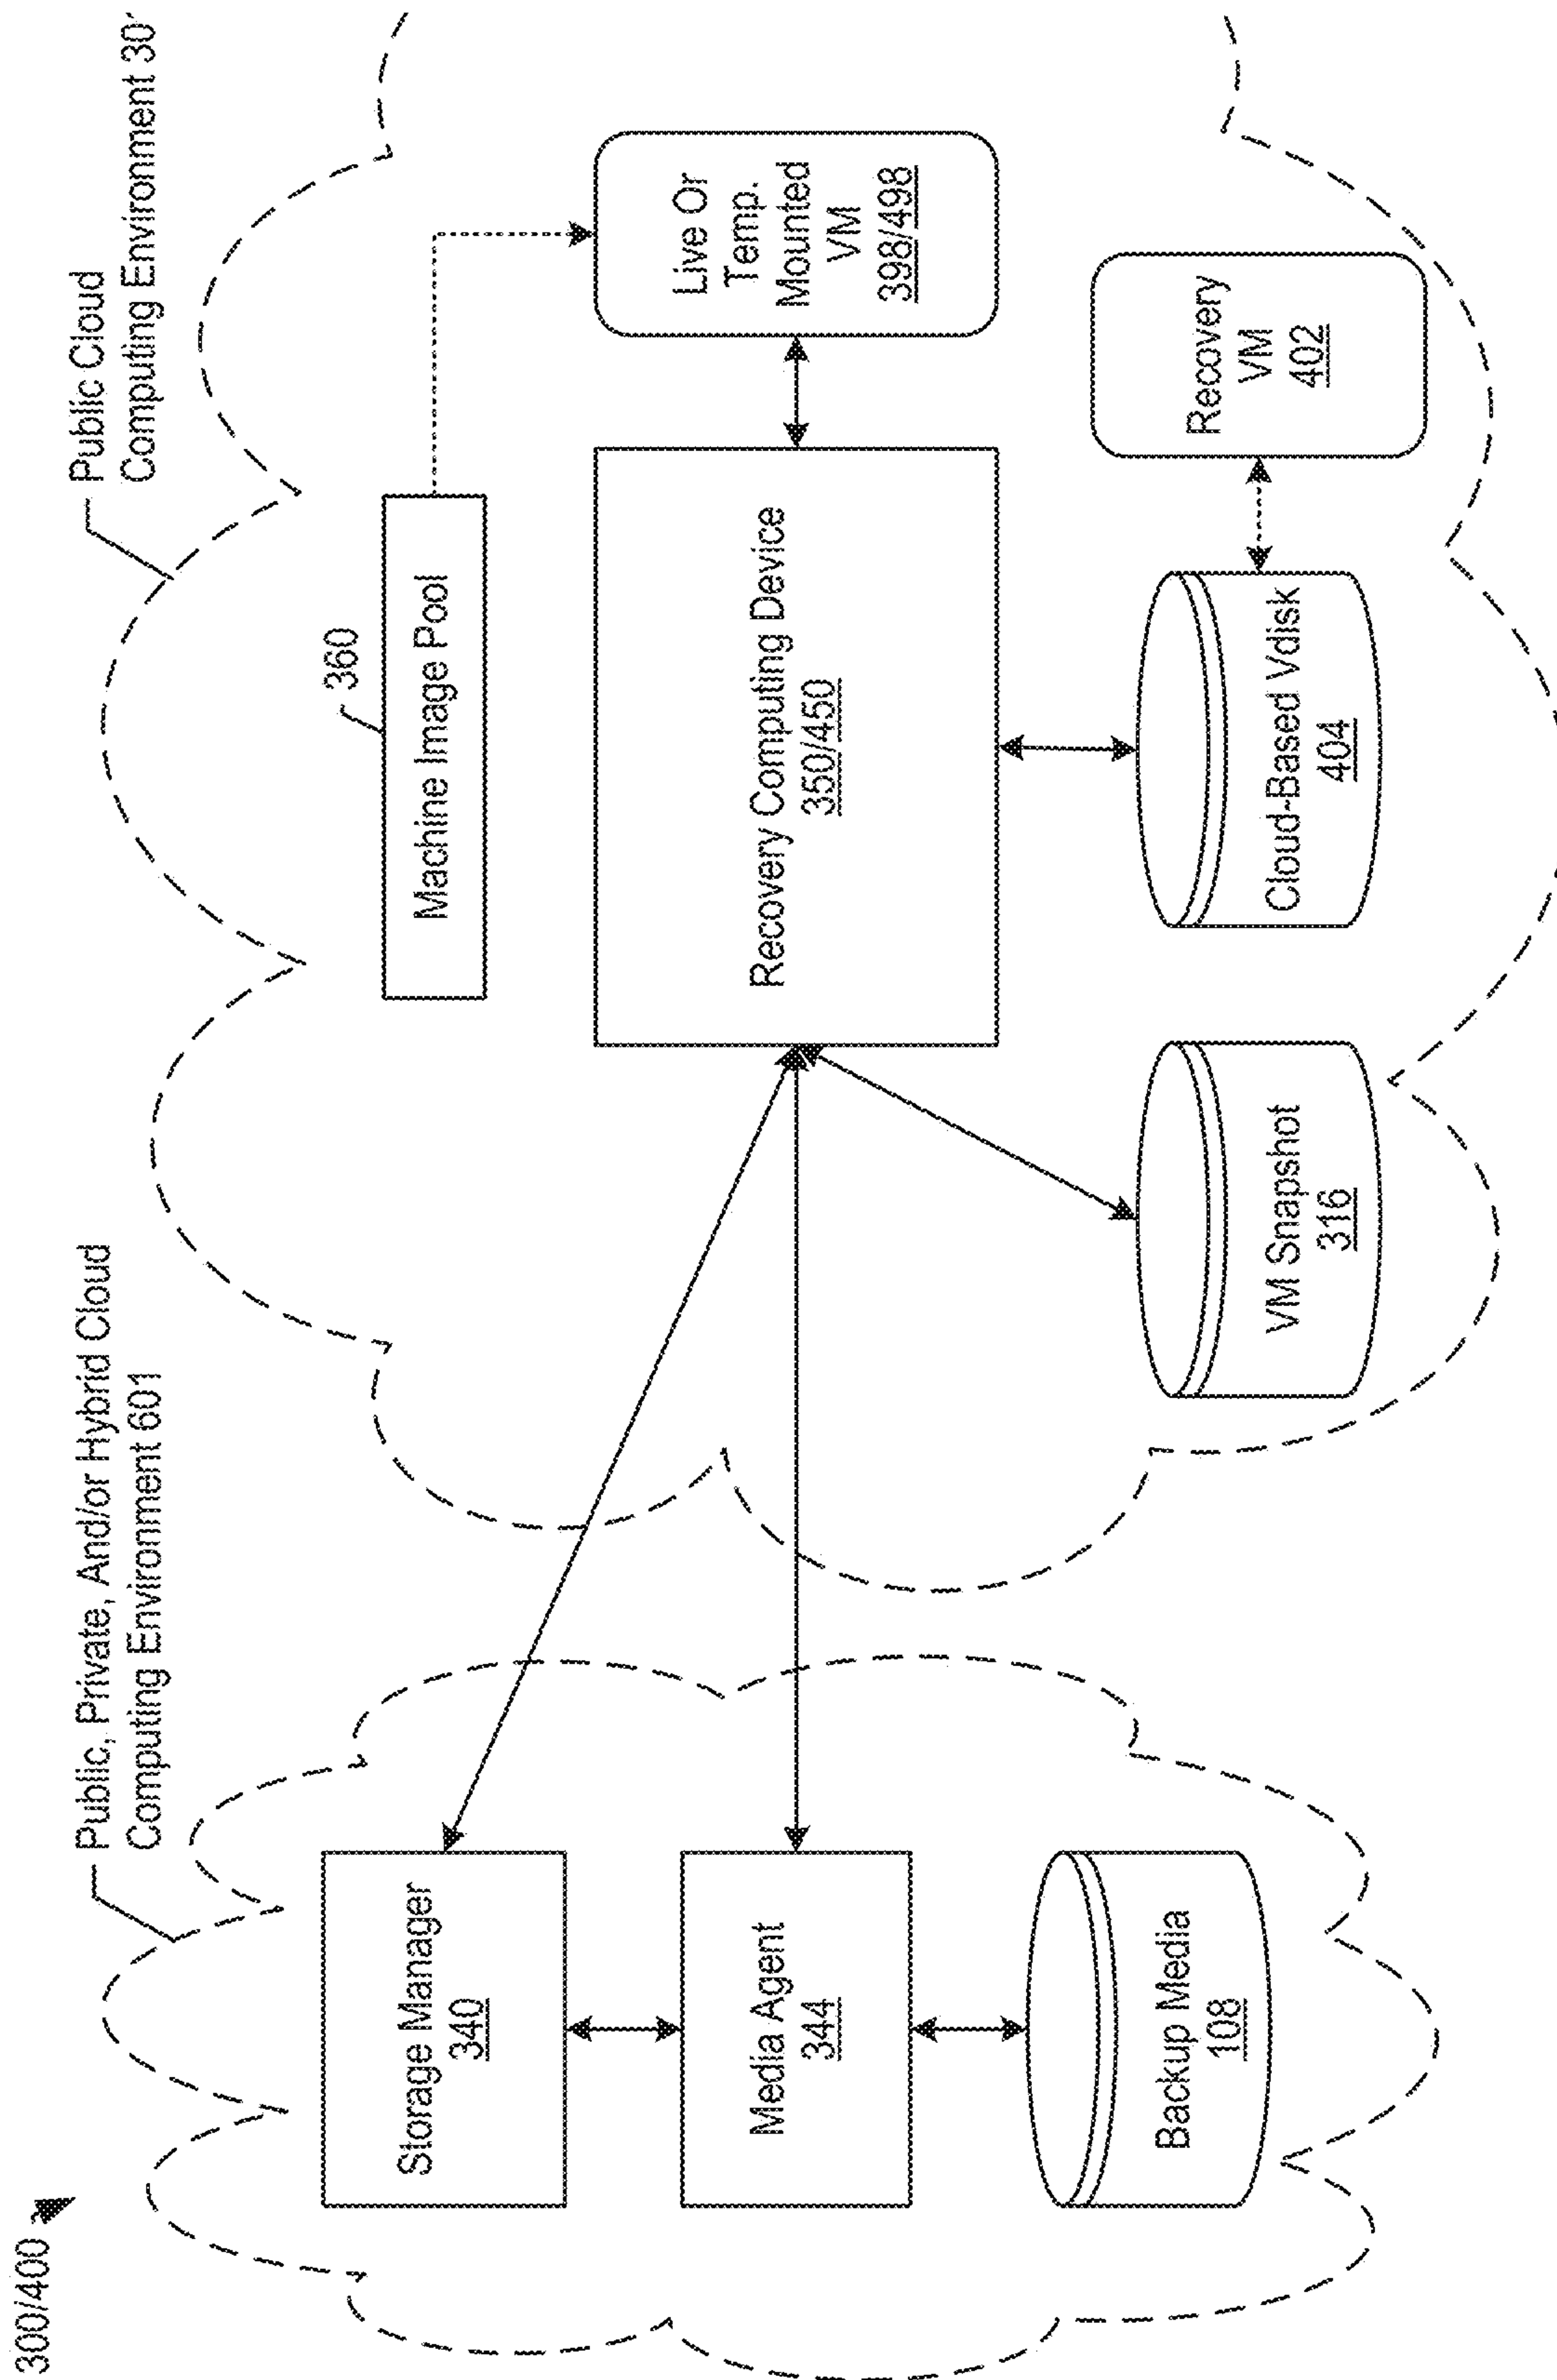 300/400
Public, Private, And/or Hybrid Cloud
Computing Environment 601
Storage Manager
340
Media Agent
344
Backup Media
108
Public Cloud
Computing Environment 30
360
Machine Image Pool
Recovery Computing Device
350/450
Live Or
Temp.
Mounted
VM
398/498
VM Snapshot
316
Cloud-Based Vdisk
404
Recovery
VM
402